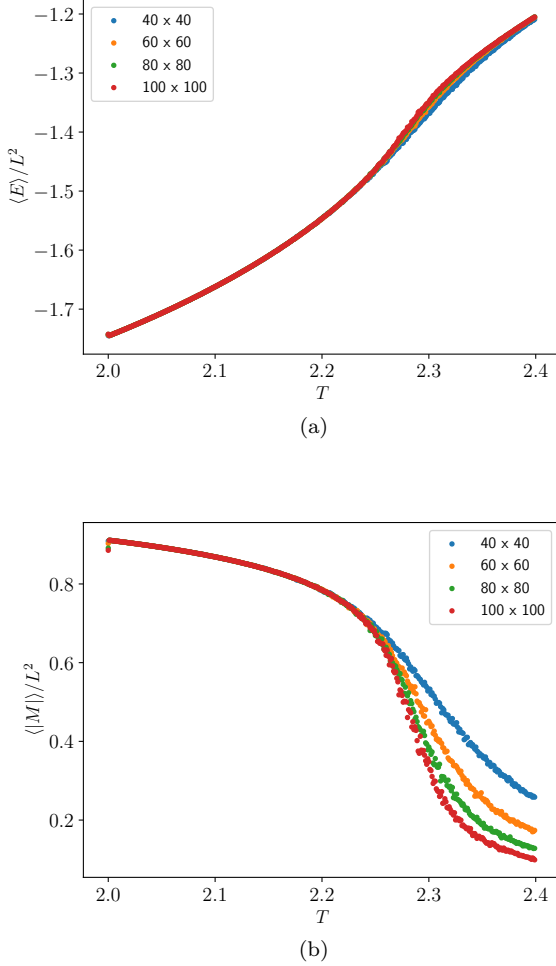 −1.2
−1.3
−1.4
−1.5
−1.6
−1.7
⟨E⟩/L²
40 x 40
60 x 60
80 x 80
100 x 100
2.0 2.1 2.2 2.3 2.4
T
(a)
0.8
0.6
0.4
0.2
⟨|M|⟩/L²
40 x 40
60 x 60
80 x 80
100 x 100
2.0 2.1 2.2 2.3 2.4
T
(b)